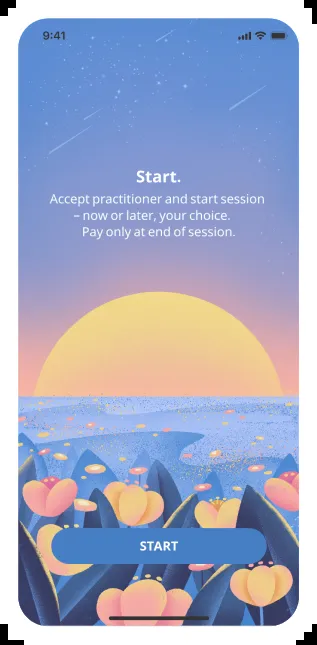 9:41
Start.
Accept practitioner and start session
– now or later, your choice.
Pay only at end of session.
START